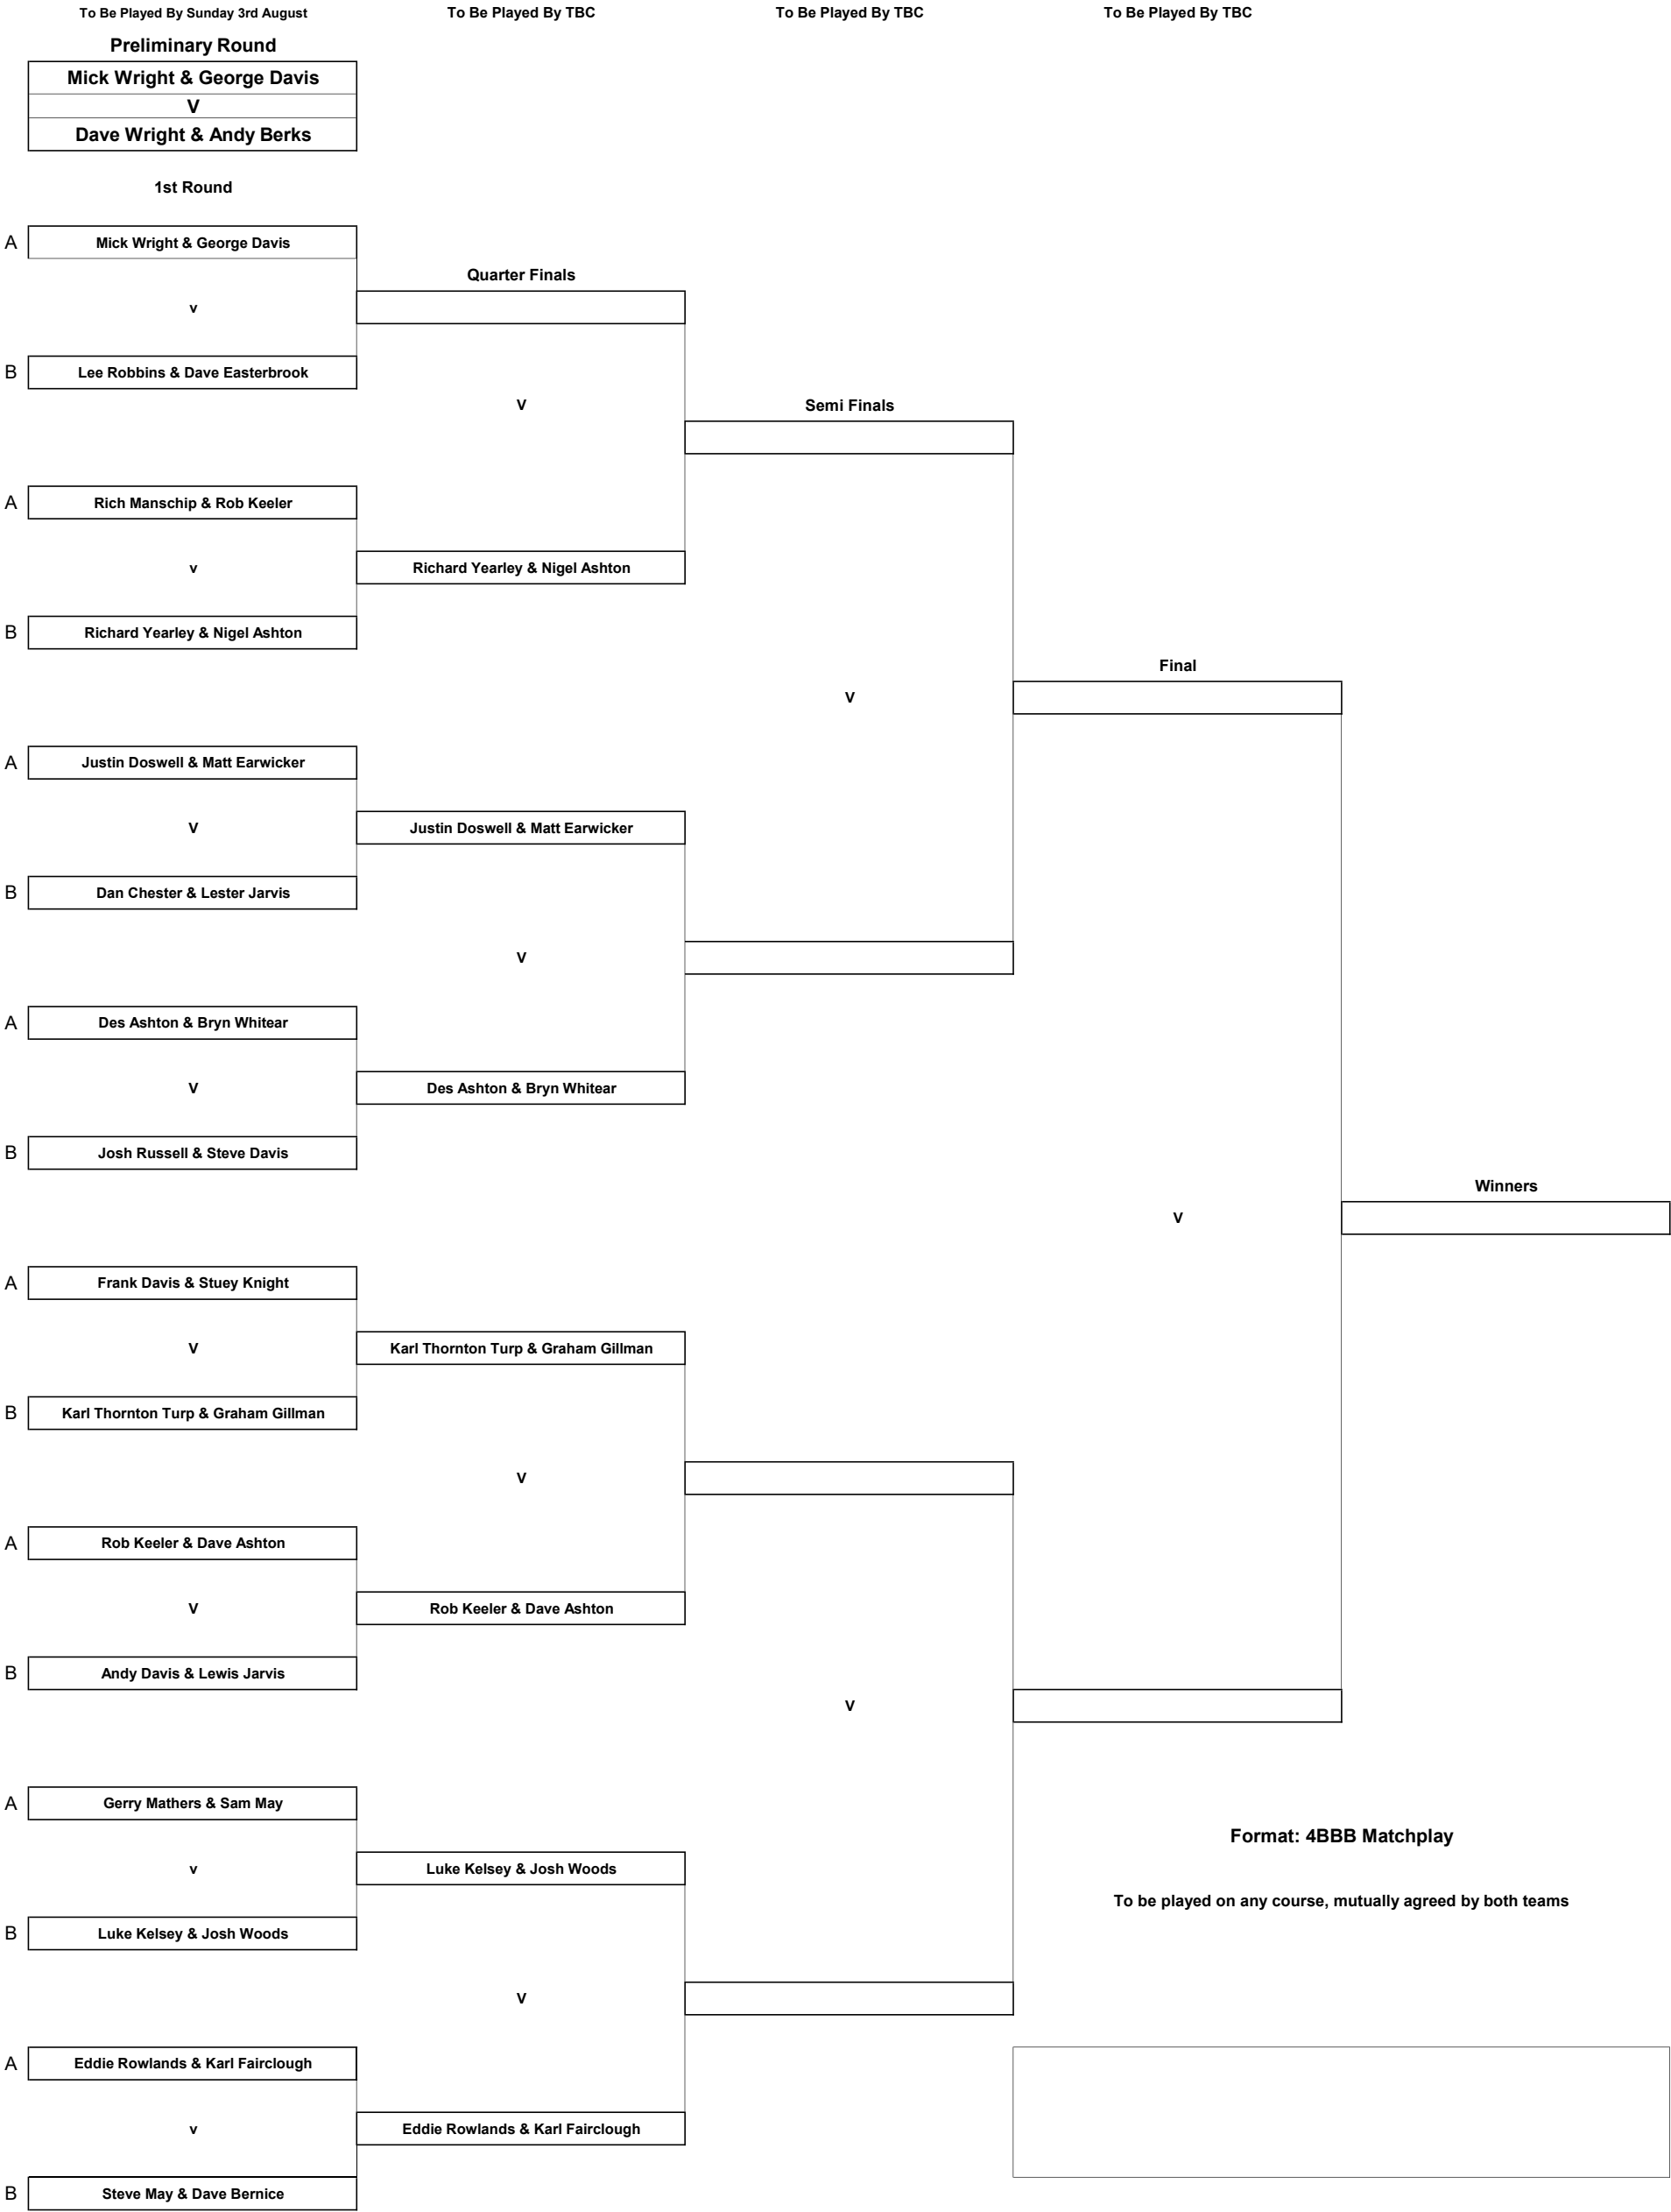 To Be Played By Sunday 3rd August
To Be Played By TBC
To Be Played By TBC
To Be Played By TBC
Preliminary Round
Mick Wright & George Davis
V
Dave Wright & Andy Berks
1st Round
A
Mick Wright & George Davis
Quarter Finals
v
B
Lee Robbins & Dave Easterbrook
V
Semi Finals
A
Rich Manschip & Rob Keeler
v
Richard Yearley & Nigel Ashton
B
Richard Yearley & Nigel Ashton
Final
V
A
Justin Doswell & Matt Earwicker
V
Justin Doswell & Matt Earwicker
B
Dan Chester & Lester Jarvis
V
A
Des Ashton & Bryn Whitear
V
Des Ashton & Bryn Whitear
B
Josh Russell & Steve Davis
Winners
V
A
Frank Davis & Stuey Knight
V
Karl Thornton Turp & Graham Gillman
B
Karl Thornton Turp & Graham Gillman
V
A
Rob Keeler & Dave Ashton
V
Rob Keeler & Dave Ashton
B
Andy Davis & Lewis Jarvis
V
A
Gerry Mathers & Sam May
Format: 4BBB Matchplay
v
Luke Kelsey & Josh Woods
To be played on any course, mutually agreed by both teams
B
Luke Kelsey & Josh Woods
V
A
Eddie Rowlands & Karl Fairclough
v
Eddie Rowlands & Karl Fairclough
B
Steve May & Dave Bernice